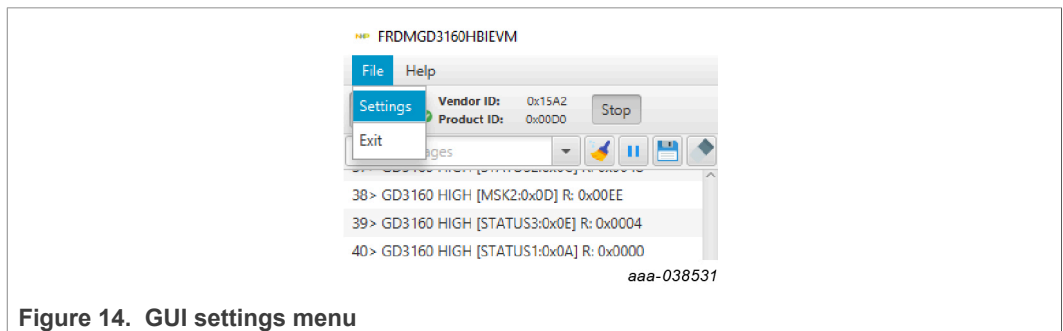 FRDMGD3160HBIEVM
File Help
Settings Vendor ID: 0x15A2 Stop
Product ID: 0x00D0
Exit
38> GD3160 HIGH [MSK2:0x0D] R: 0x00EE
39> GD3160 HIGH [STATUS3:0x0E] R: 0x0004
40> GD3160 HIGH [STATUS1:0x0A] R: 0x0000
aaa-038531
Figure 14. GUI settings menu